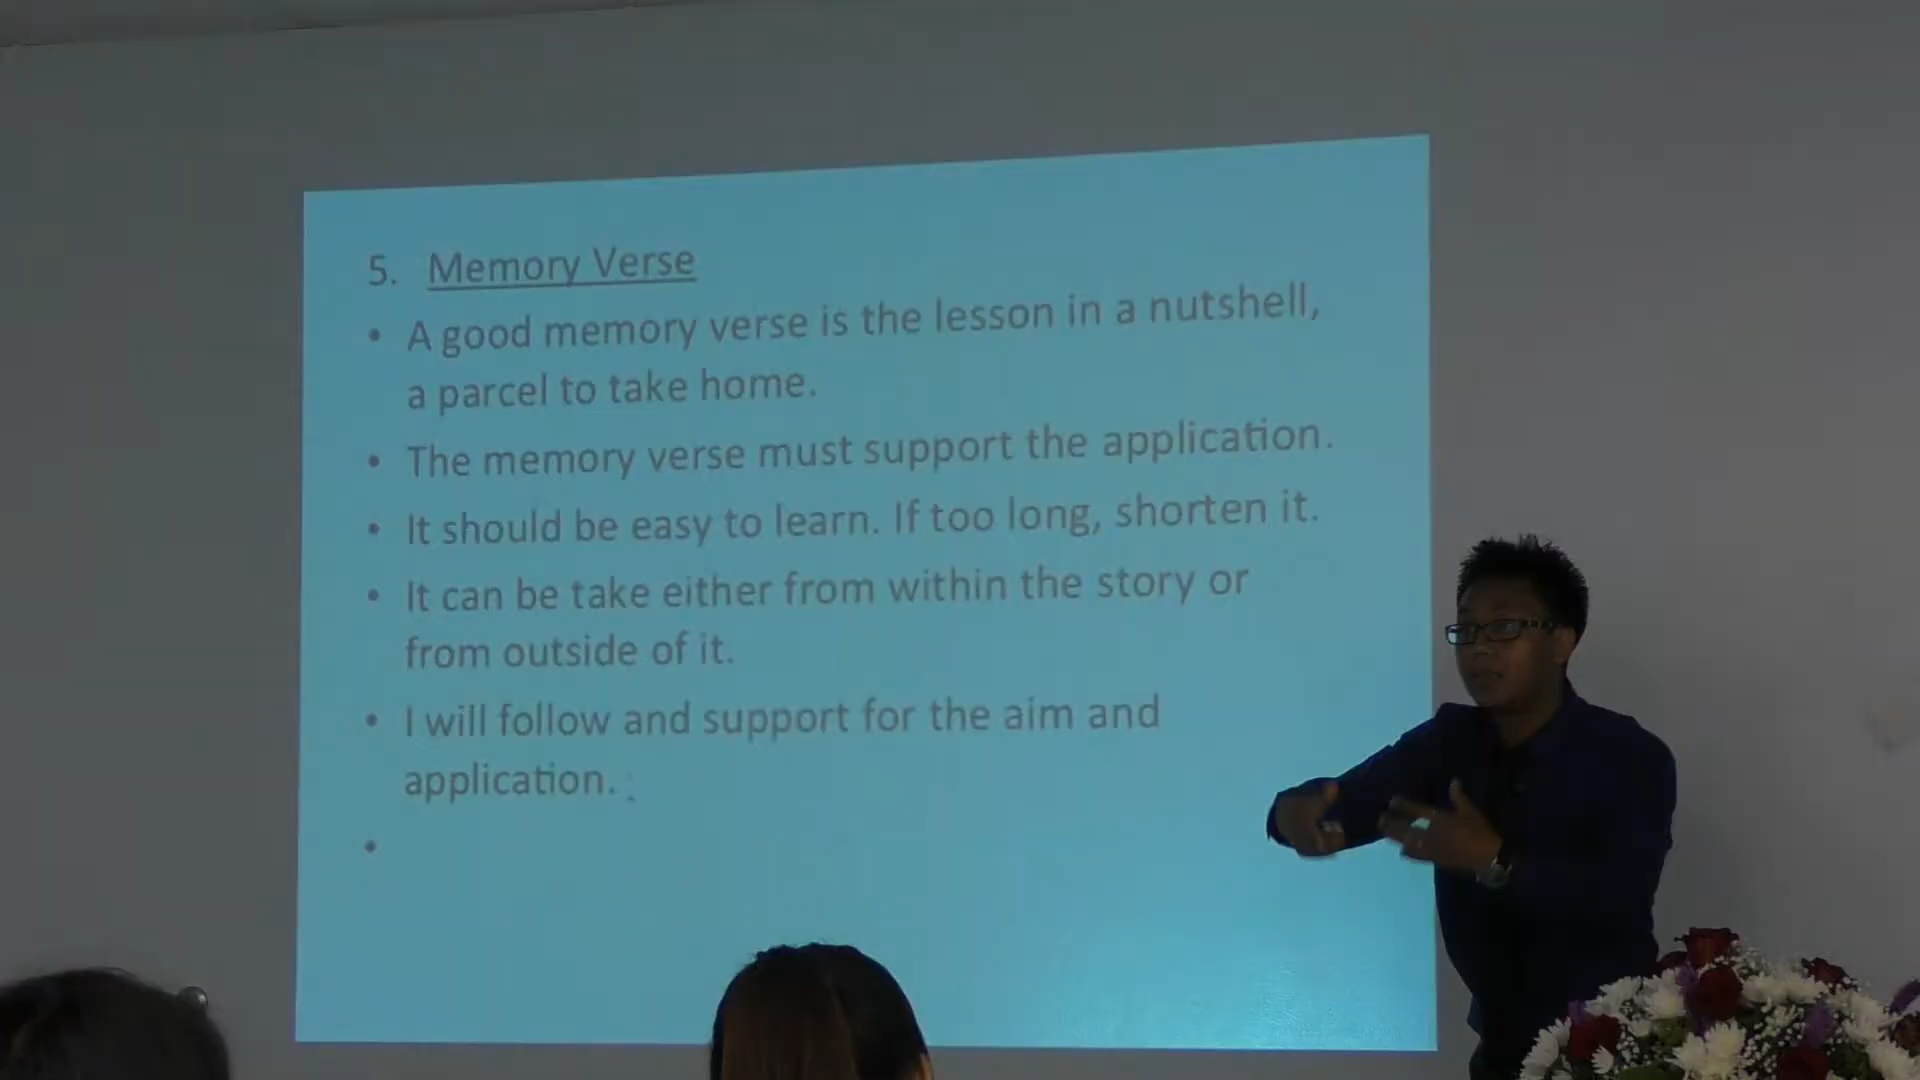 5. Memory Verse
• A good memory verse is the lesson in a nutshell,
a parcel to take home.
• The memory verse must support the application.
• It should be easy to learn. If too long, shorten it.
• It can be take either from within the story or
from outside of it.
• I will follow and support for the aim and
application. :
•